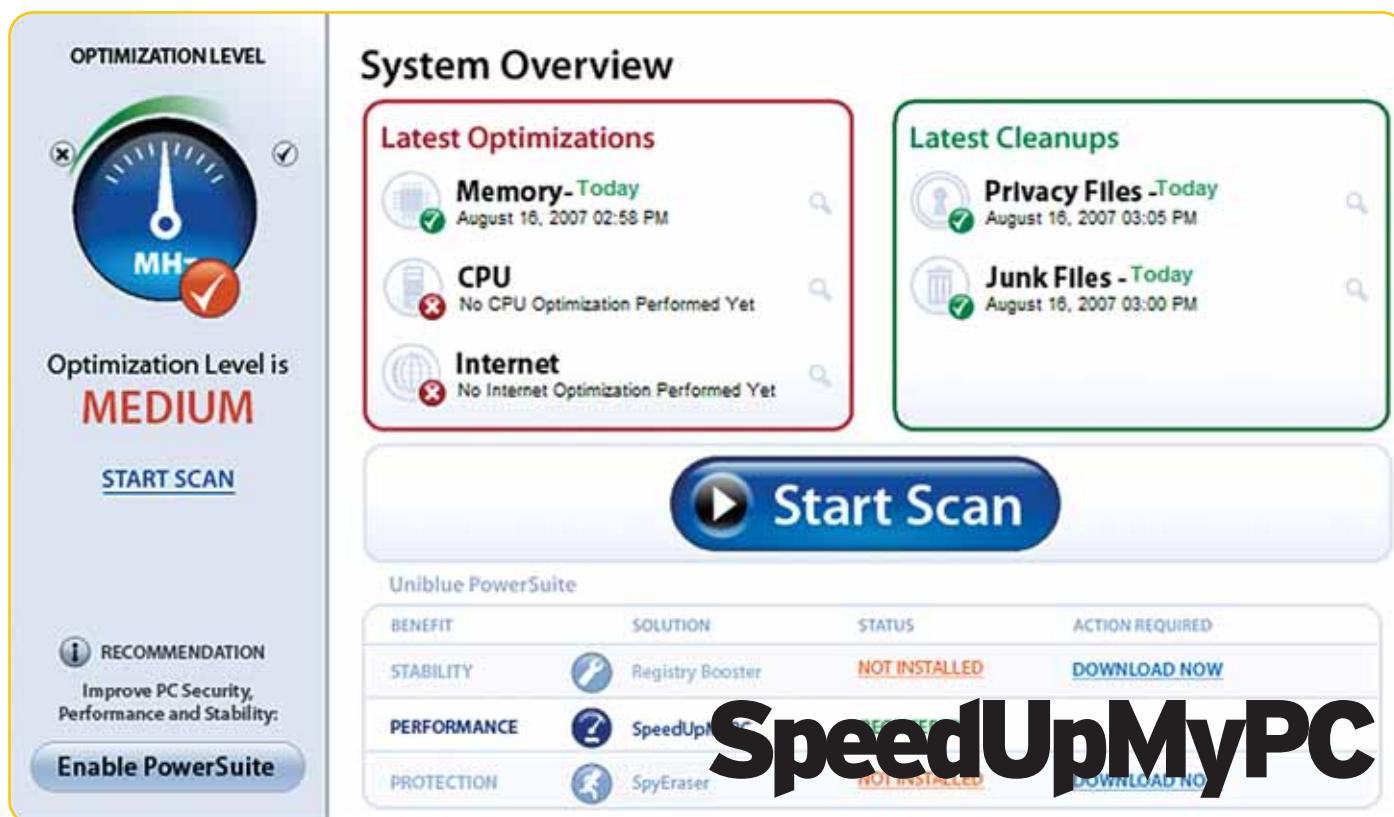 OPTIMIZATION LEVEL
MHz
Optimization Level is
MEDIUM
START SCAN
RECOMMENDATION
Improve PC Security,
Performance and Stability:
Enable PowerSuite
System Overview
Latest Optimizations
Memory- Today
August 16, 2007 02:58 PM
CPU
No CPU Optimization Performed Yet
Internet
No Internet Optimization Performed Yet
Latest Cleanups
Privacy Files - Today
August 16, 2007 03:05 PM
Junk Files - Today
August 16, 2007 03:00 PM
Start Scan
Uniblue PowerSuite
BENEFIT SOLUTION STATUS ACTION REQUIRED
STABILITY Registry Booster NOT INSTALLED DOWNLOAD NOW
PERFORMANCE
PROTECTION SpyEraser NOT INSTALLED DOWNLOAD
SpeedUpMyPC